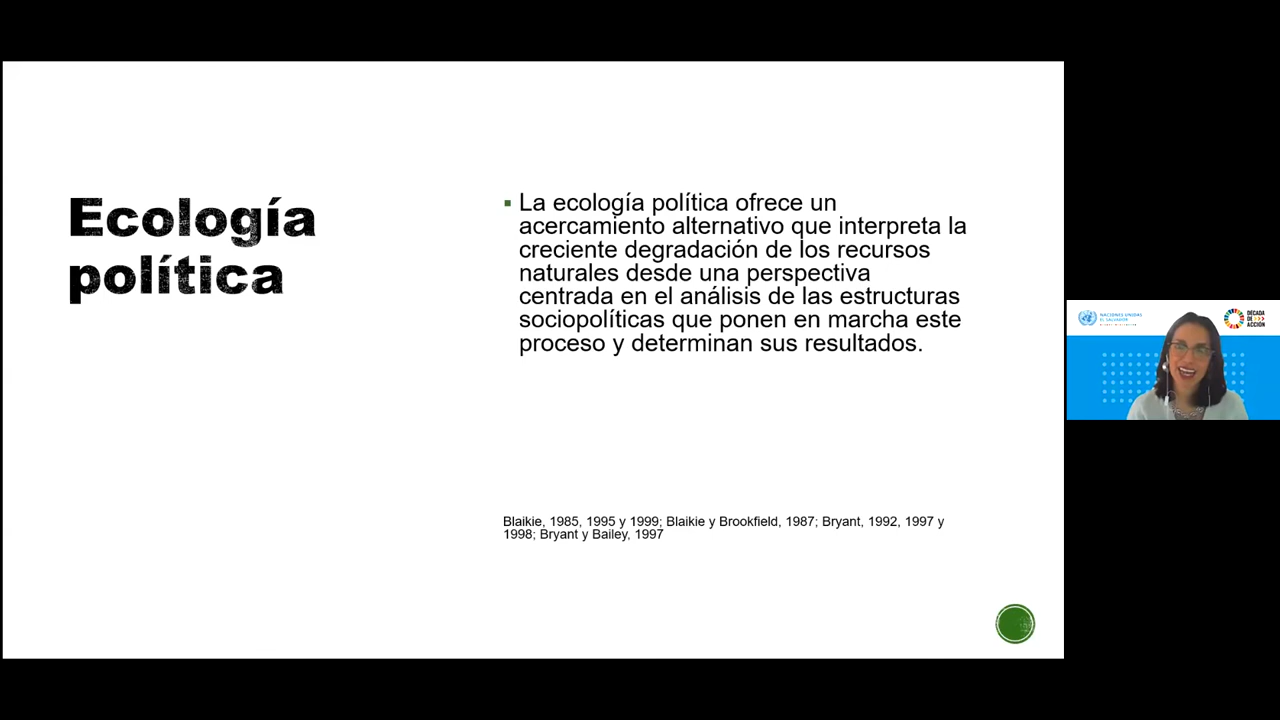 Ecología
política
▪ La ecología política ofrece un
acercamiento alternativo que interpreta la
creciente degradación de los recursos
naturales desde una perspectiva
centrada en el análisis de las estructuras
sociopolíticas que ponen en marcha este
proceso y determinan sus resultados.
Blaikie, 1985, 1995 y 1999; Blaikie y Brookfield, 1987; Bryant, 1992, 1997 y
1998; Bryant y Bailey, 1997
NACIONES UNIDAS
EL SALVADOR
DÉCADA
DE
ACCIÓN